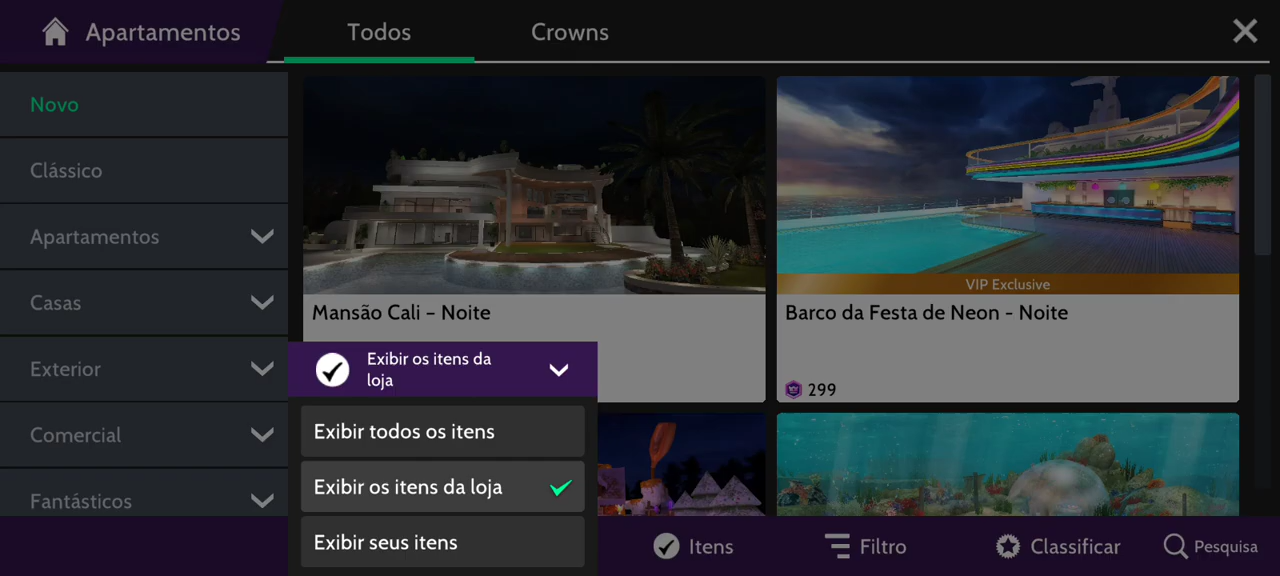 Apartamentos
Todos
Crowns
Novo
Clássico
Apartamentos
Casas
Exterior
Comercial
Fantásticos
VIP Exclusive
Mansão Cali – Noite
Barco da Festa de Neon - Noite
299
Exibir os itens da
loja
Exibir todos os itens
Exibir os itens da loja
Exibir seus itens
Itens
Filtro
Classificar
Pesquisa